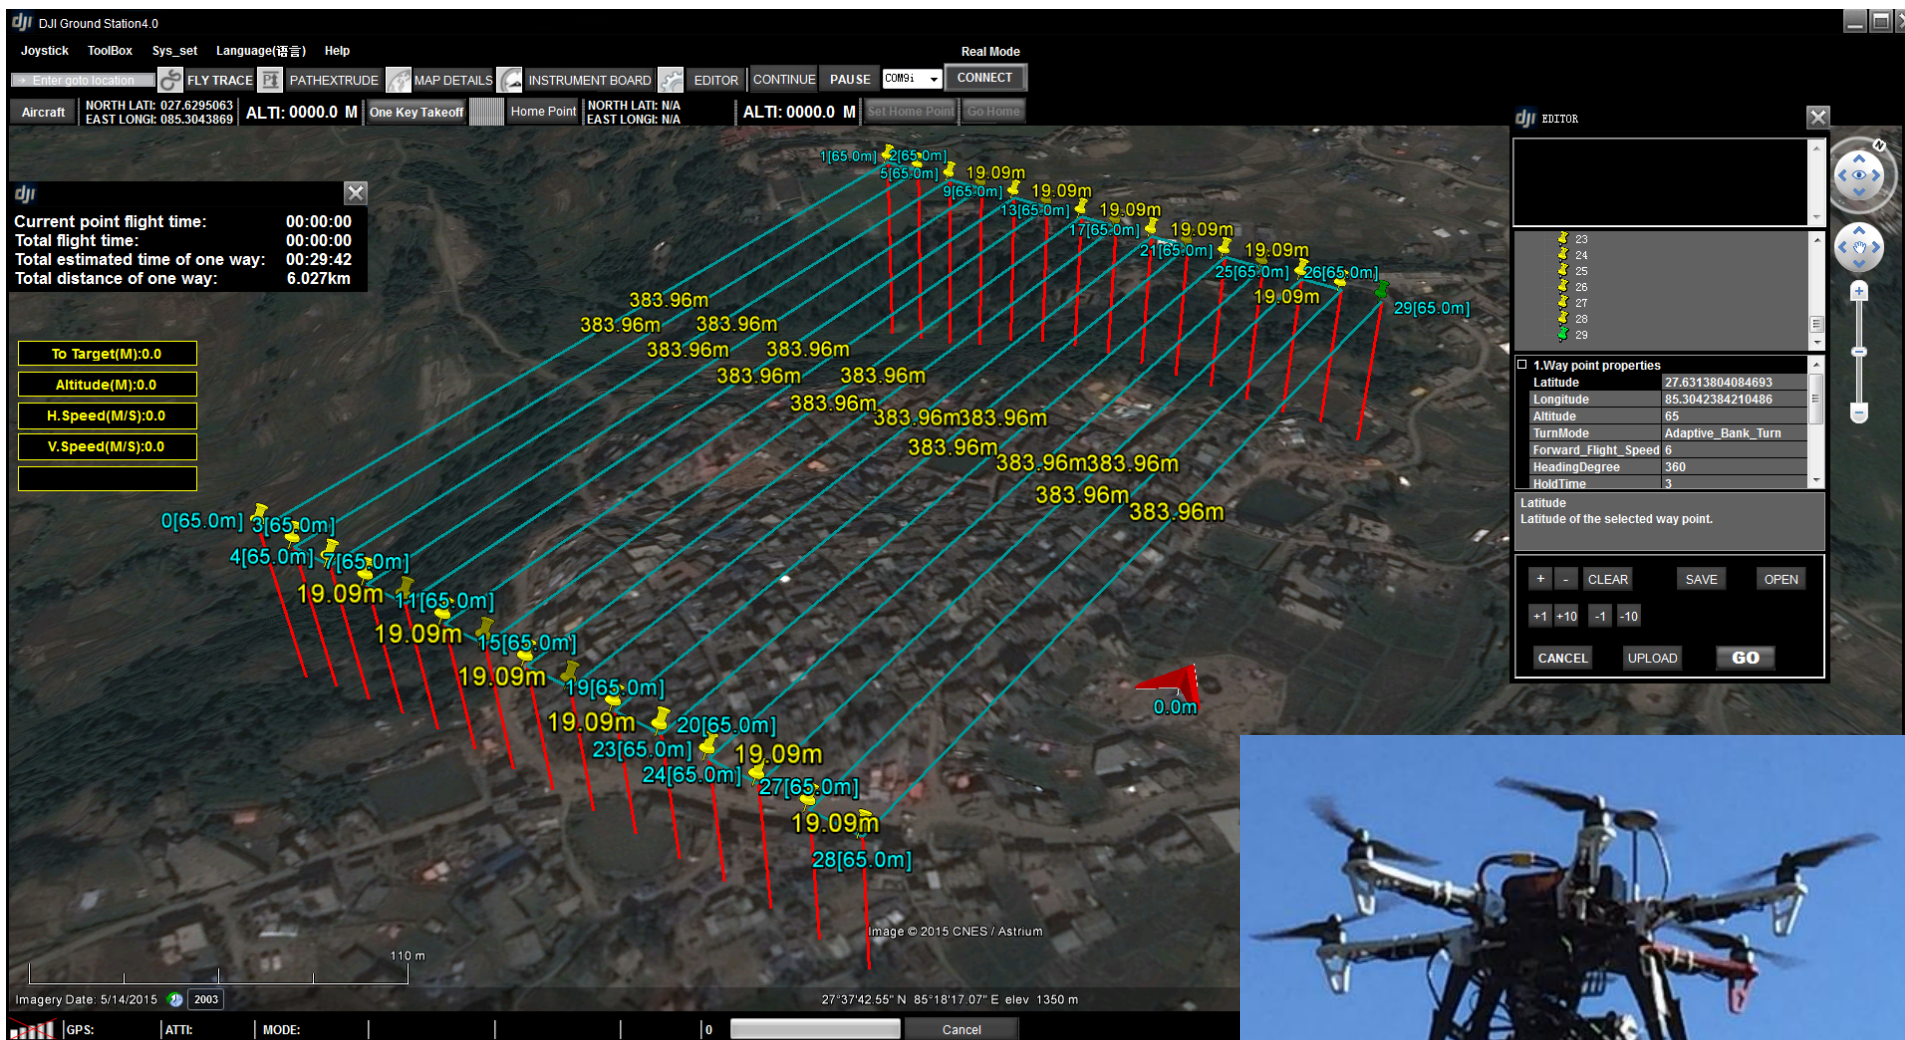 dji DJI Ground Station4.0
Joystick ToolBox Sys_set Language(语言) Help
Real Mode
Enter goto location FLY TRACE PATHEXTRUDE MAP DETAILS INSTRUMENT BOARD EDITOR CONTINUE PAUSE COM9i CONNECT
Aircraft
NORTH LATI: 027.6295063
EAST LONGI: 085.3043869
ALTI: 0000.0 M
One Key Takeoff
Home Point
NORTH LATI: N/A
EAST LONGI: N/A
ALTI: 0000.0 M
Set Home Point
Go Home
dji
Current point flight time: 00:00:00
Total flight time: 00:00:00
Total estimated time of one way: 00:29:42
Total distance of one way: 6.027km
To Target(M):0.0
Altitude(M):0.0
H.Speed(M/S):0.0
V.Speed(M/S):0.0
1[65.0m] 2[65.0m]
5[65.0m] 19.09m
9[65.0m] 19.09m
13[65.0m] 19.09m
17[65.0m] 19.09m
21[65.0m] 19.09m
25[65.0m] 26[65.0m]
19.09m
29[65.0m]
383.96m
383.96m 383.96m
383.96m 383.96m
383.96m 383.96m
383.96m
383.96m 383.96m
383.96m
383.96m 383.96m
383.96m
383.96m
0[65.0m] 3[65.0m]
4[65.0m] 7[65.0m]
19.09m 11[65.0m]
19.09m 15[65.0m]
19.09m 19[65.0m]
19.09m 20[65.0m]
23[65.0m] 19.09m
24[65.0m] 27[65.0m]
19.09m
28[65.0m]
0.0m
Image © 2015 CNES / Astrium
110 m
Imagery Date: 5/14/2015 2003
27°37'42.55" N 85°18'17.07" E elev 1350 m
GPS: ATTI: MODE: 0 Cancel
dji EDITOR
23
24
25
26
27
28
29
1.Way point properties
Latitude 27.6313804084693
Longitude 85.3042384210486
Altitude 65
TurnMode Adaptive_Bank_Turn
Forward_Flight_Speed 6
HeadingDegree 360
HoldTime 3
Latitude
Latitude of the selected way point.
+ - CLEAR SAVE OPEN
+1 +10 -1 -10
CANCEL UPLOAD GO
N